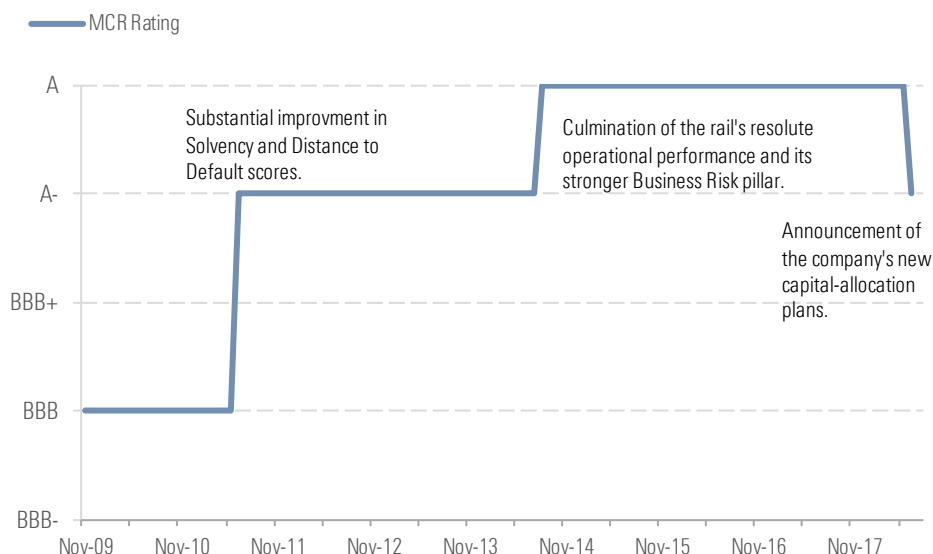 MCR Rating
A
Substantial improvment in
Solvency and Distance to
Default scores.
Culmination of the rail's resolute
operational performance and its
stronger Business Risk pillar.
A-
Announcement of
the company's new
capital-allocation
plans.
BBB+
BBB
BBB-
Nov-09 Nov-10 Nov-11 Nov-12 Nov-13 Nov-14 Nov-15 Nov-16 Nov-17